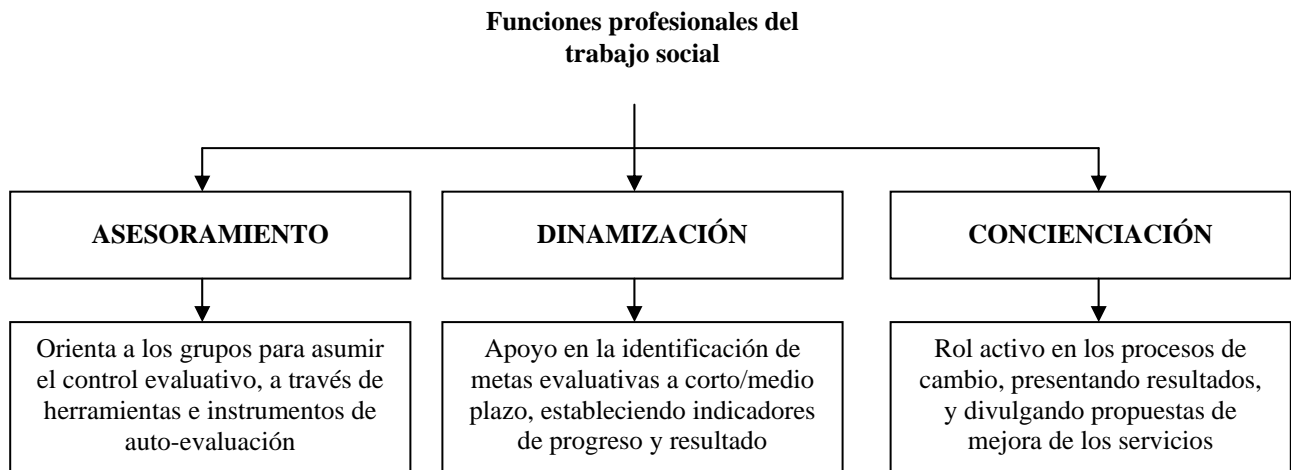 Funciones profesionales del
trabajo social
ASESORAMIENTO
DINAMIZACIÓN
CONCIENCIACIÓN
Orienta a los grupos para asumir
el control evaluativo, a través de
herramientas e instrumentos de
auto-evaluación
Apoyo en la identificación de
metas evaluativas a corto/medio
plazo, estableciendo indicadores
de progreso y resultado
Rol activo en los procesos de
cambio, presentando resultados,
y divulgando propuestas de
mejora de los servicios